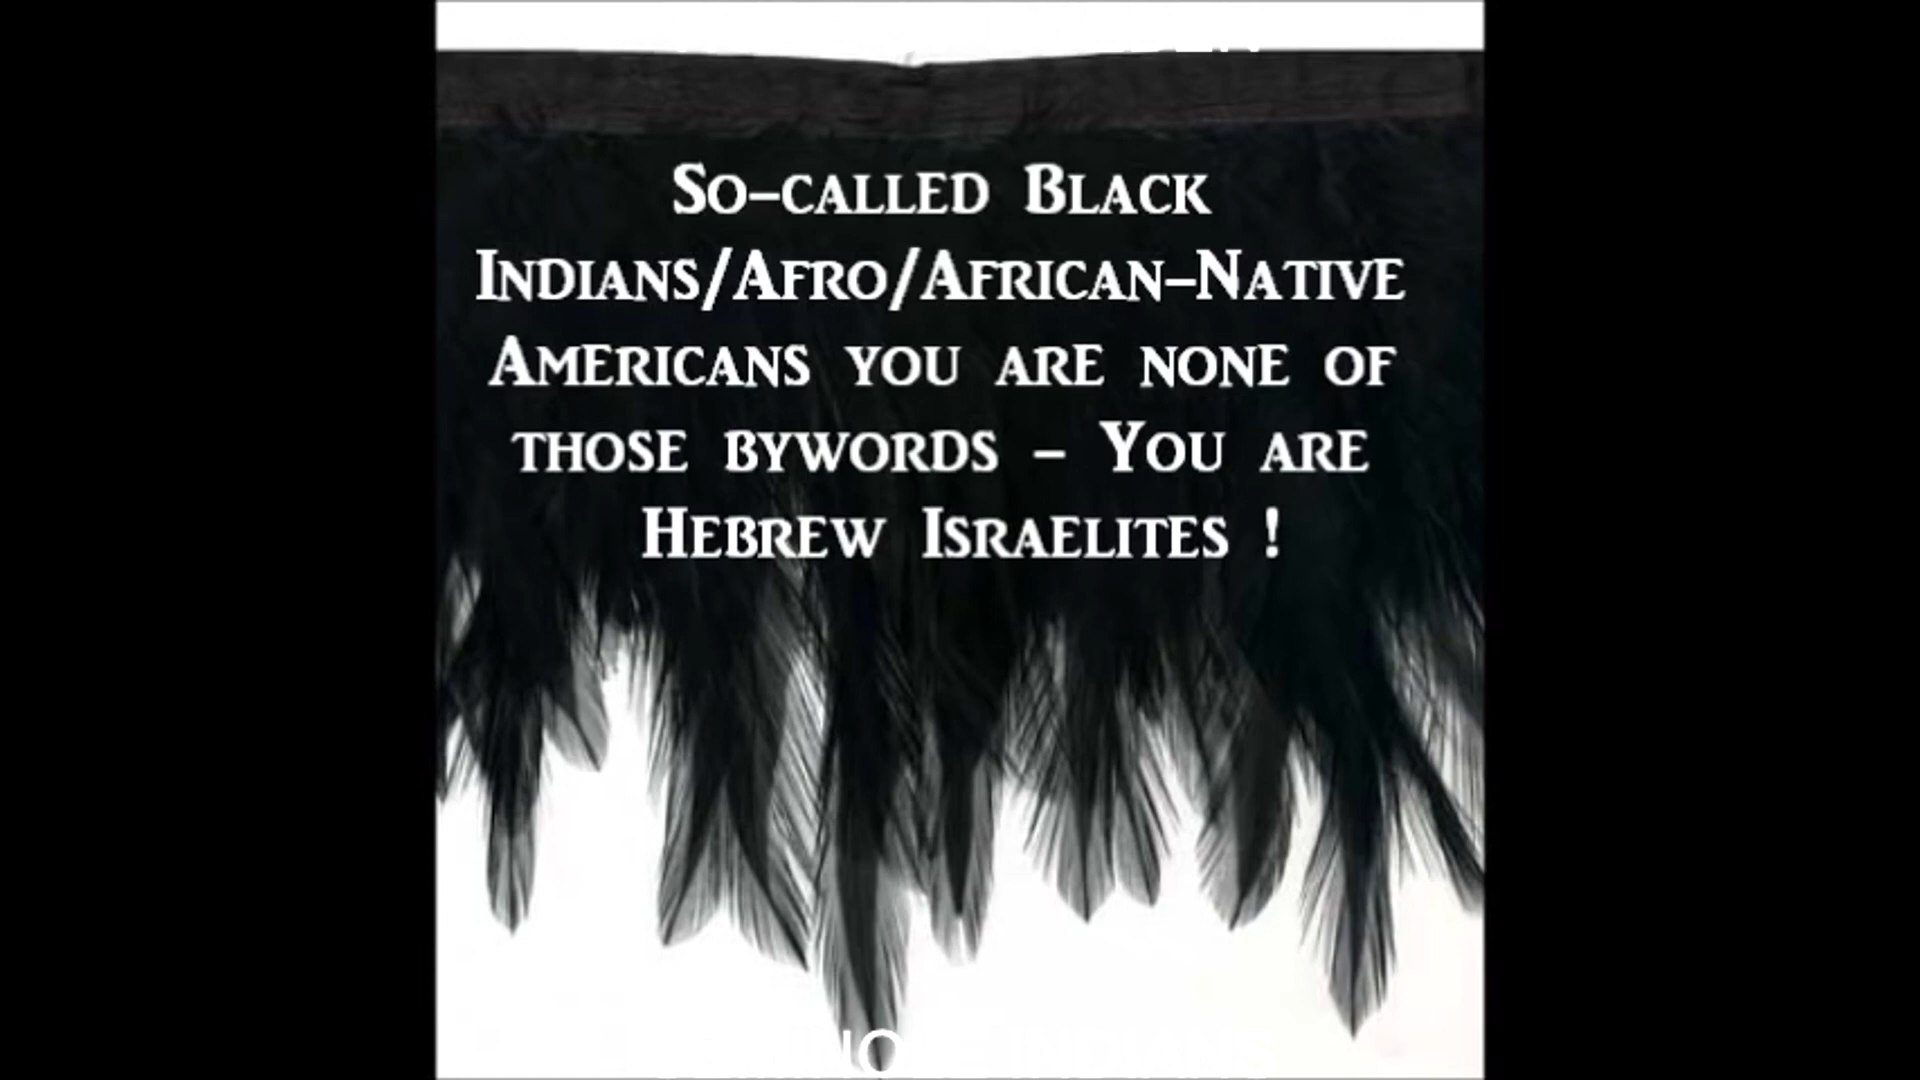 So-called Black
Indians/Afro/African-Native
Americans you are none of
those bywords - You are
Hebrew Israelites !